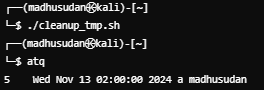 ┌──(madhusudan㉿kali)-[~]
└─$ ./cleanup_tmp.sh
┌──(madhusudan㉿kali)-[~]
└─$ atq
5    Wed Nov 13 02:00:00 2024 a madhusudan